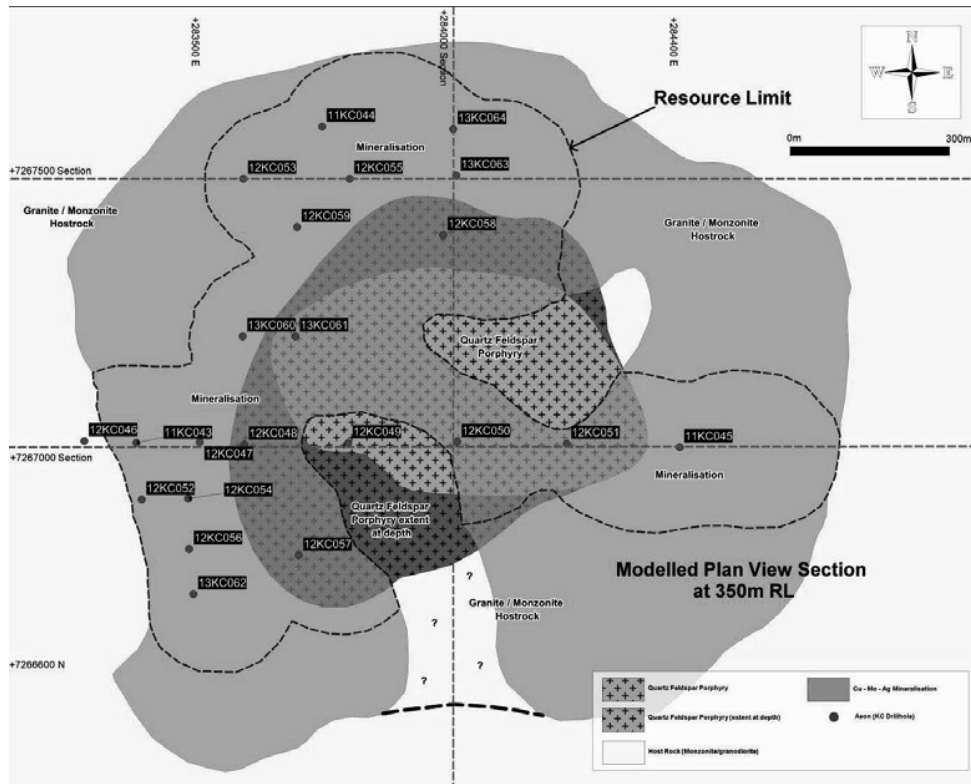 +283500 E
+284000 Section
+284400 E
N
W E
S
Resource Limit
0m 300m
11KC044
13KC064
Mineralisation
12KC053
12KC055
13KC063
+7267500 Section
Granite / Monzonite
Hostrock
12KC059
12KC058
Granite / Monzonite
Hostrock
13KC060
13KC061
Quartz Feldspar
Porphyry
Mineralisation
12KC046
11KC043
12KC048
12KC049
12KC050
12KC051
11KC045
+7267000 Section
12KC047
Mineralisation
12KC052
12KC054
Quartz Feldspar
Porphyry extent
at depth
12KC056
12KC057
?
Modelled Plan View Section
at 350m RL
13KC062
Granite / Monzonite
Hostrock
?
+7266600 N
?
?
Quartz Feldspar Porphyry
Cu - Mo - Ag Mineralisation
Quartz Feldspar Porphyry (extent at depth)
Aeon (KC Drillhole)
Host Rock (Monzonite/granodiorite)